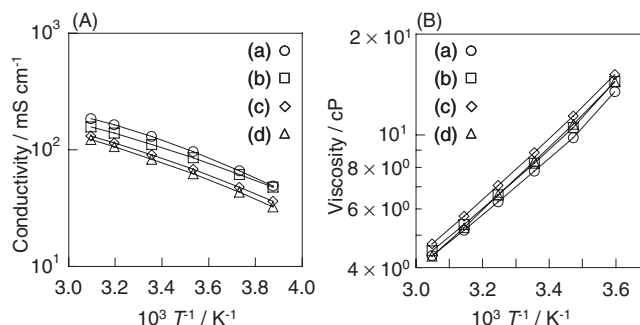 (A)
10³
10²
10¹
Conductivity / mS cm⁻¹
(a)
(b)
(c)
(d)
3.0 3.2 3.4 3.6 3.8 4.0
10³ T⁻¹ / K⁻¹
(B)
2 × 10¹
10¹
8 × 10⁰
6 × 10⁰
4 × 10⁰
Viscosity / cP
(a)
(b)
(c)
(d)
3.0 3.2 3.4 3.6
10³ T⁻¹ / K⁻¹